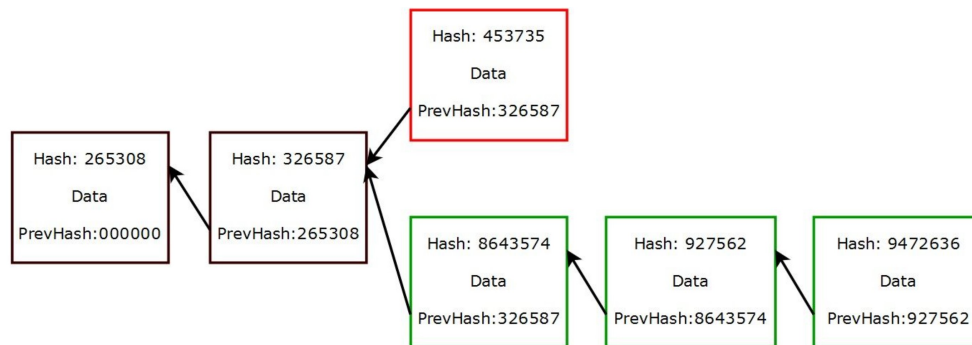 Hash: 453735
Data
PrevHash:326587
Hash: 265308
Data
PrevHash:000000
Hash: 326587
Data
PrevHash:265308
Hash: 8643574
Data
PrevHash:326587
Hash: 927562
Data
PrevHash:8643574
Hash: 9472636
Data
PrevHash:927562